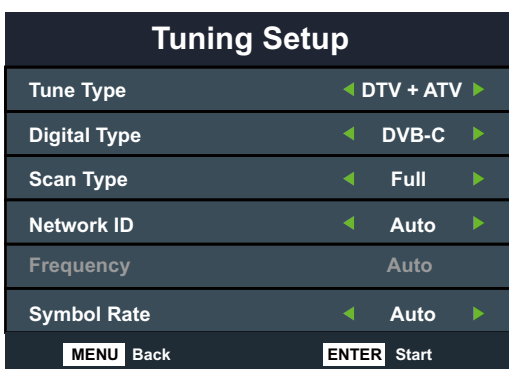 Tuning Setup
Tune Type DTV + ATV
Digital Type DVB-C
Scan Type Full
Network ID Auto
Frequency Auto
Symbol Rate Auto
MENU Back ENTER Start